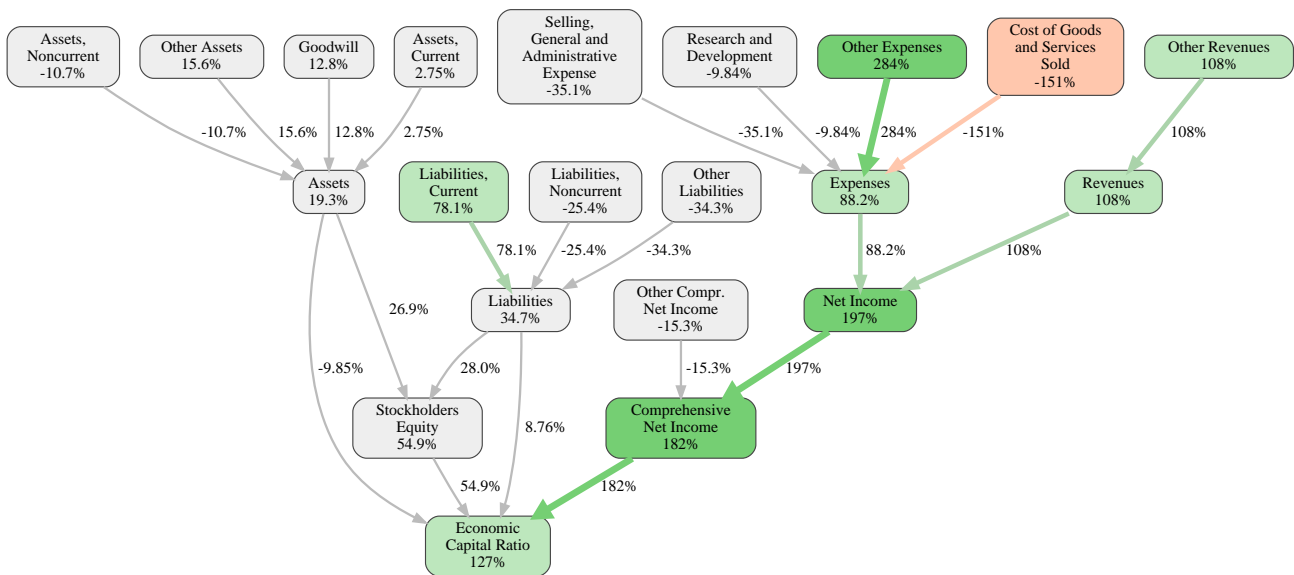 Assets,
Noncurrent
-10.7%
Other Assets
15.6%
Goodwill
12.8%
Assets,
Current
2.75%
Selling,
General and
Administrative
Expense
-35.1%
Research and
Development
-9.84%
Other Expenses
284%
Cost of Goods
and Services
Sold
-151%
Other Revenues
108%
-10.7%
15.6%
12.8%
2.75%
-35.1%
-9.84%
284%
-151%
108%
Assets
19.3%
Liabilities,
Current
78.1%
Liabilities,
Noncurrent
-25.4%
Other
Liabilities
-34.3%
Expenses
88.2%
Revenues
108%
78.1%
-25.4%
-34.3%
88.2%
108%
Liabilities
34.7%
Other Compr.
Net Income
-15.3%
Net Income
197%
26.9%
-9.85%
28.0%
-15.3%
197%
Stockholders
Equity
54.9%
8.76%
Comprehensive
Net Income
182%
54.9%
182%
Economic
Capital Ratio
127%